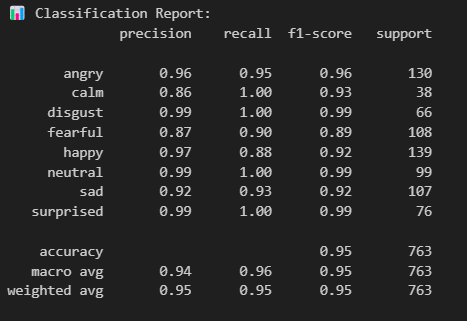 📊 Classification Report:
precision recall f1-score support
angry 0.96 0.95 0.96 130
calm 0.86 1.00 0.93 38
disgust 0.99 1.00 0.99 66
fearful 0.87 0.90 0.89 108
happy 0.97 0.88 0.92 139
neutral 0.99 1.00 0.99 99
sad 0.92 0.93 0.92 107
surprised 0.99 1.00 0.99 76
accuracy 0.95 763
macro avg 0.94 0.96 0.95 763
weighted avg 0.95 0.95 0.95 763